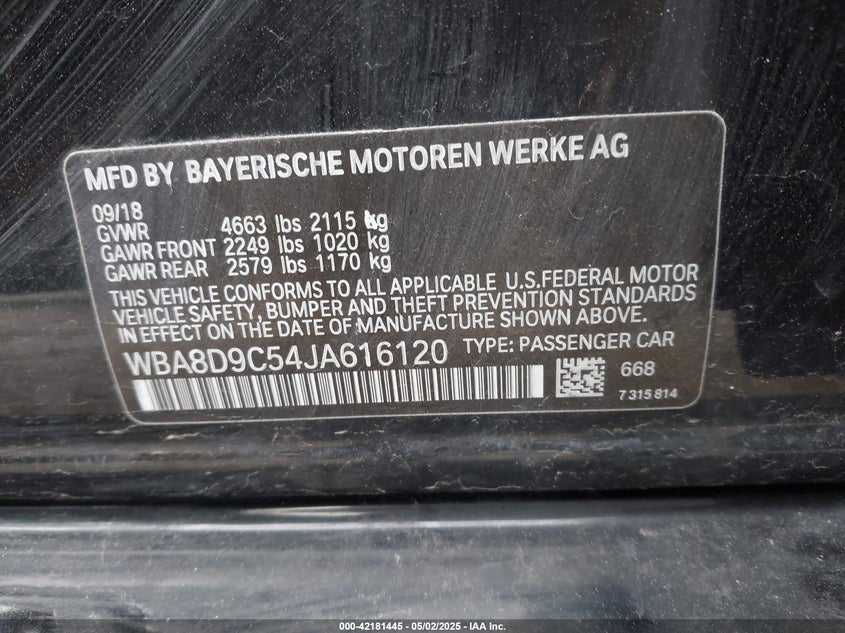 MFD BY BAYERISCHE MOTOREN WERKE AG
09/18
GVWR 4663 lbs 2115 kg
GAWR FRONT 2249 lbs 1020 kg
GAWR REAR 2579 lbs 1170 kg
THIS VEHICLE CONFORMS TO ALL APPLICABLE U.S.FEDERAL MOTOR
VEHICLE SAFETY, BUMPER AND THEFT PREVENTION STANDARDS
IN EFFECT ON THE DATE OF MANUFACTURE SHOWN ABOVE.
WBA8D9C54JA616120 TYPE: PASSENGER CAR
668
7 315 814
000-42181445 - 05/02/2025 - IAA Inc.